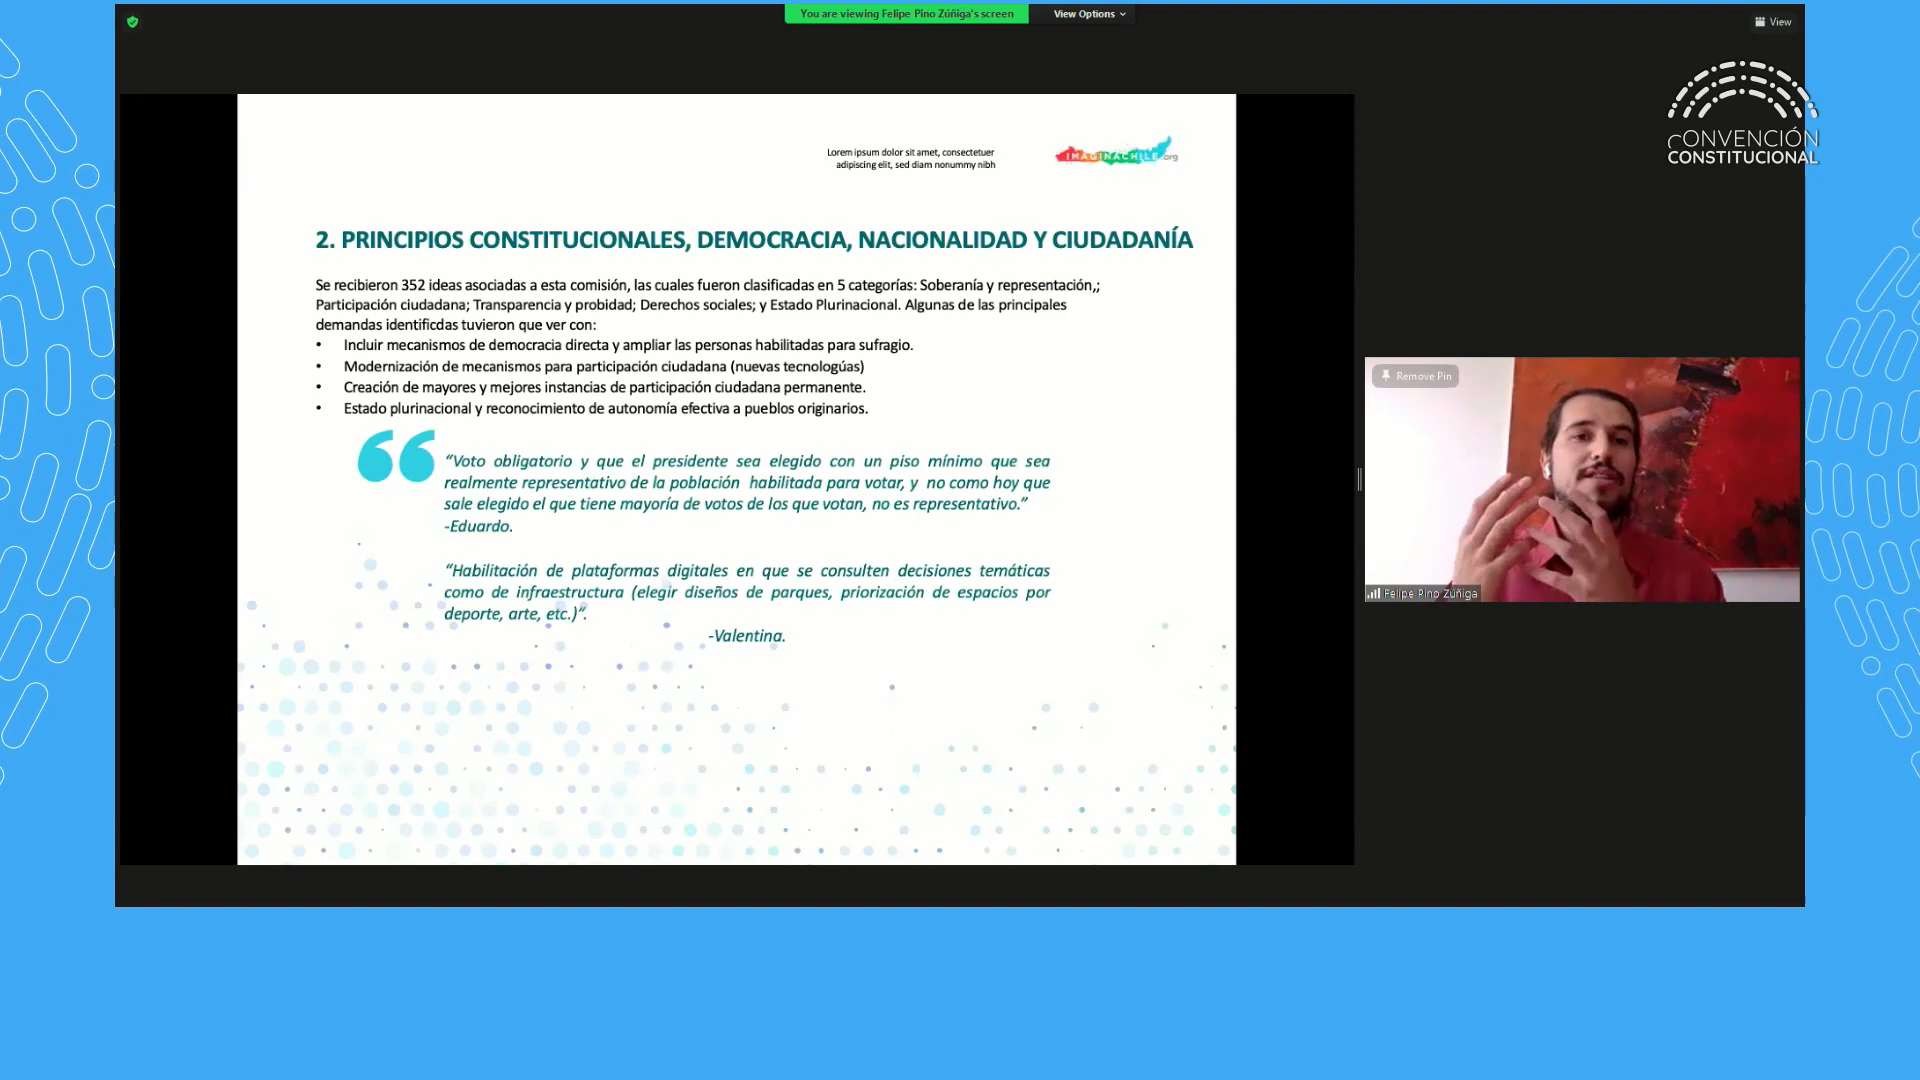 You are viewing Felipe Pino Zúñiga's screen
View Options
View
CONVENCIÓN
CONSTITUCIONAL
Lorem ipsum dolor sit amet, consectetuer
adipiscing elit, sed diam nonummy nibh
IMAGINACHILE.org
2. PRINCIPIOS CONSTITUCIONALES, DEMOCRACIA, NACIONALIDAD Y CIUDADANÍA
Se recibieron 352 ideas asociadas a esta comisión, las cuales fueron clasificadas en 5 categorías: Soberanía y representación,;
Participación ciudadana; Transparencia y probidad; Derechos sociales; y Estado Plurinacional. Algunas de las principales
demandas identificdas tuvieron que ver con:
• Incluir mecanismos de democracia directa y ampliar las personas habilitadas para sufragio.
• Modernización de mecanismos para participación ciudadana (nuevas tecnologúas)
• Creación de mayores y mejores instancias de participación ciudadana permanente.
• Estado plurinacional y reconocimiento de autonomía efectiva a pueblos originarios.
“Voto obligatorio y que el presidente sea elegido con un piso mínimo que sea
realmente representativo de la población habilitada para votar, y no como hoy que
sale elegido el que tiene mayoría de votos de los que votan, no es representativo.”
-Eduardo.
“Habilitación de plataformas digitales en que se consulten decisiones temáticas
como de infraestructura (elegir diseños de parques, priorización de espacios por
deporte, arte, etc.)”.
-Valentina.
Remove Pin
Felipe Pino Zúñiga